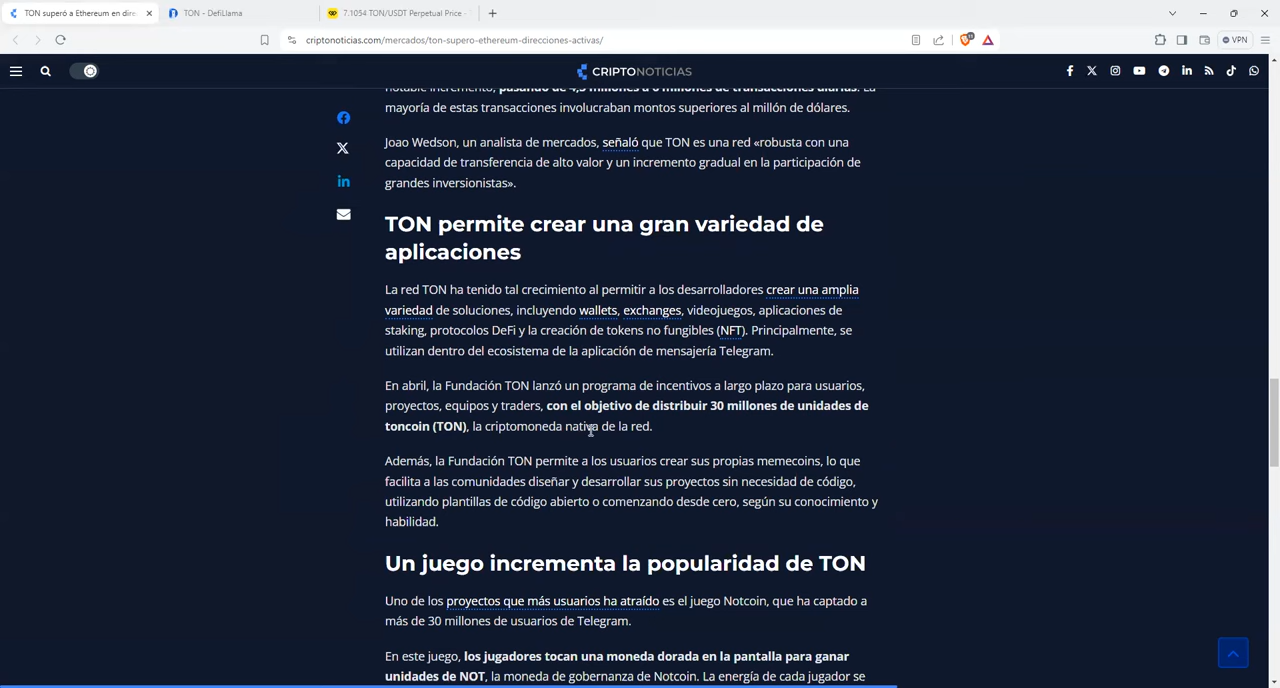 TON superó a Ethereum en dire
TON - DefiLlama
7.1054 TON/USDT Perpetual Price -
criptonoticias.com/mercados/ton-supero-ethereum-direcciones-activas/
VPN
CRIPTONOTICIAS
notable incremento, pasando de 4,5 millones a 6 millones de transacciones diarias. La
mayoría de estas transacciones involucraban montos superiores al millón de dólares.
Joao Wedson, un analista de mercados, señaló que TON es una red «robusta con una
capacidad de transferencia de alto valor y un incremento gradual en la participación de
grandes inversionistas».
TON permite crear una gran variedad de
aplicaciones
La red TON ha tenido tal crecimiento al permitir a los desarrolladores crear una amplia
variedad de soluciones, incluyendo wallets, exchanges, videojuegos, aplicaciones de
staking, protocolos DeFi y la creación de tokens no fungibles (NFT). Principalmente, se
utilizan dentro del ecosistema de la aplicación de mensajería Telegram.
En abril, la Fundación TON lanzó un programa de incentivos a largo plazo para usuarios,
proyectos, equipos y traders, con el objetivo de distribuir 30 millones de unidades de
toncoin (TON), la criptomoneda nativa de la red.
Además, la Fundación TON permite a los usuarios crear sus propias memecoins, lo que
facilita a las comunidades diseñar y desarrollar sus proyectos sin necesidad de código,
utilizando plantillas de código abierto o comenzando desde cero, según su conocimiento y
habilidad.
Un juego incrementa la popularidad de TON
Uno de los proyectos que más usuarios ha atraído es el juego Notcoin, que ha captado a
más de 30 millones de usuarios de Telegram.
En este juego, los jugadores tocan una moneda dorada en la pantalla para ganar
unidades de NOT, la moneda de gobernanza de Notcoin. La energía de cada jugador se